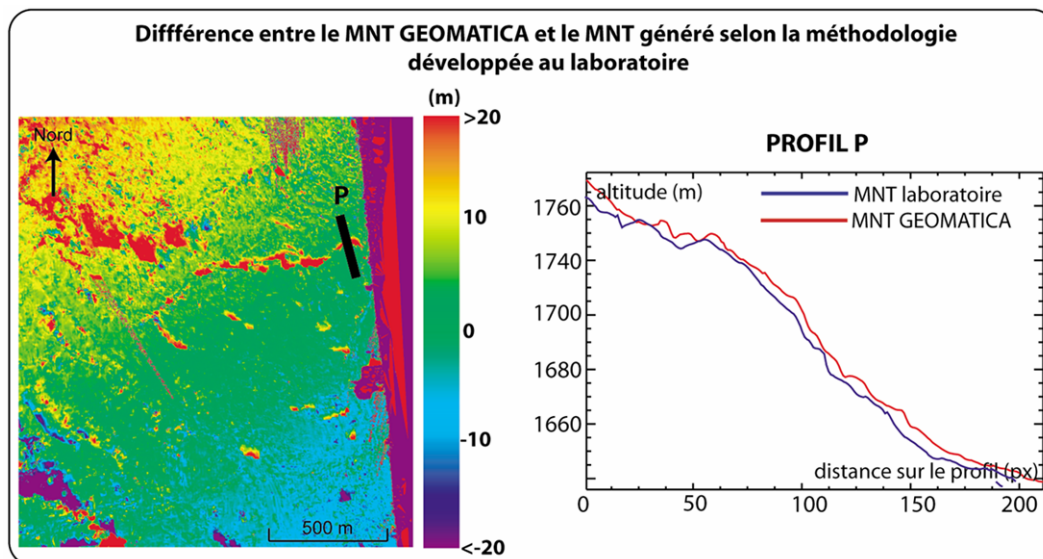 Diffférence entre le MNT GEOMATICA et le MNT généré selon la méthodologie
développée au laboratoire
(m)
>20
10
0
-10
<-20
Nord
P
500 m
PROFIL P
altitude (m)
MNT laboratoire
MNT GEOMATICA
1760
1740
1700
1680
1660
distance sur le profil (px)
0
50
100
150
200